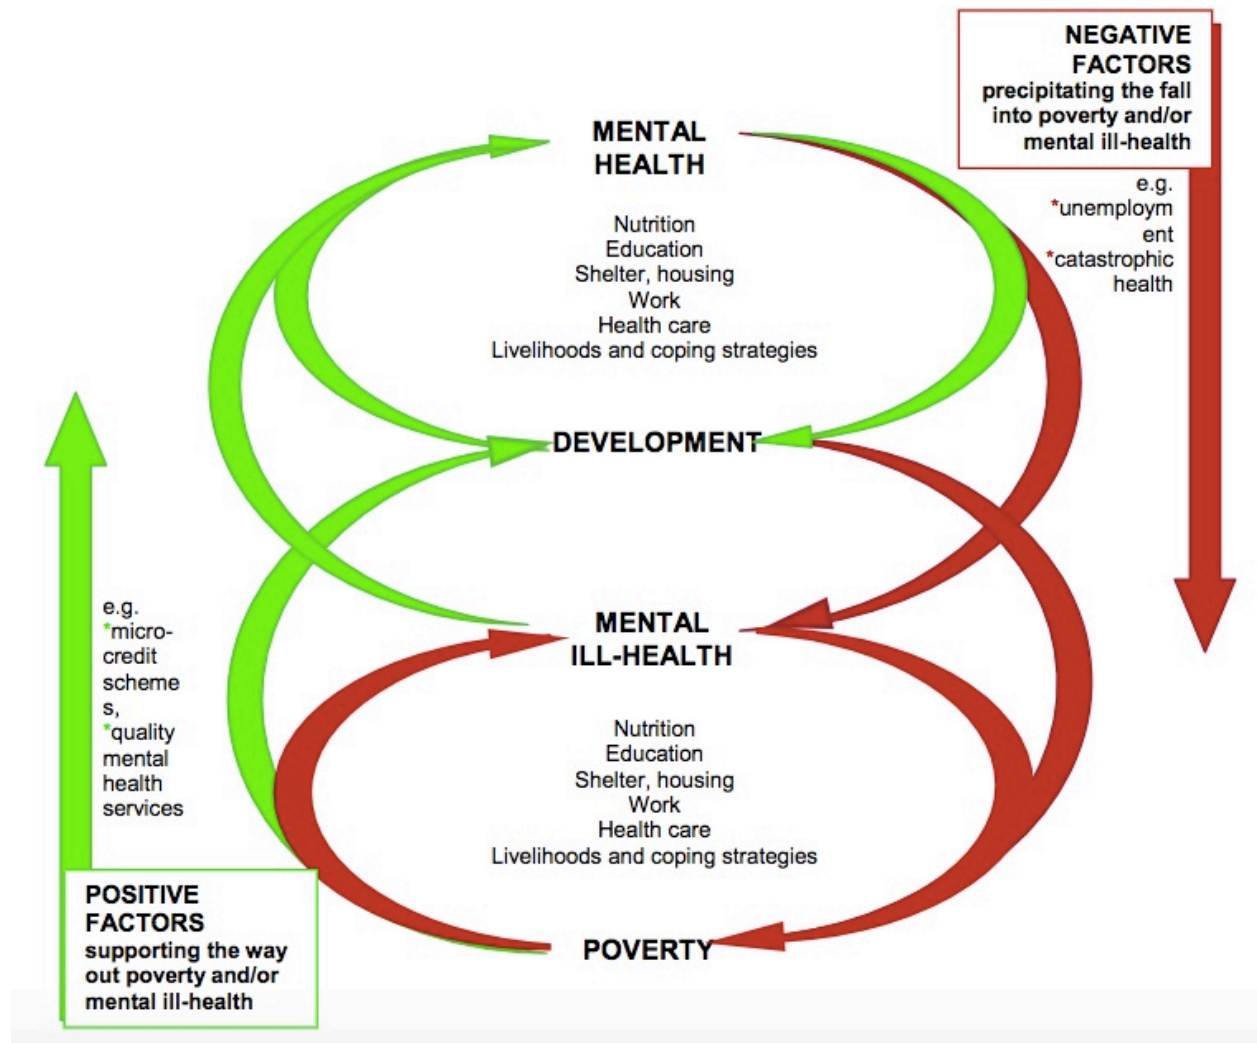 NEGATIVE
FACTORS
precipitating the fall
into poverty and/or
mental ill-health
e.g.
*unemploym
ent
*catastrophic
health
MENTAL
HEALTH
Nutrition
Education
Shelter, housing
Work
Health care
Livelihoods and coping strategies
DEVELOPMENT
e.g.
*micro-
credit
scheme
s,
*quality
mental
health
services
MENTAL
ILL-HEALTH
Nutrition
Education
Shelter, housing
Work
Health care
Livelihoods and coping strategies
POSITIVE
FACTORS
supporting the way
out poverty and/or
mental ill-health
POVERTY